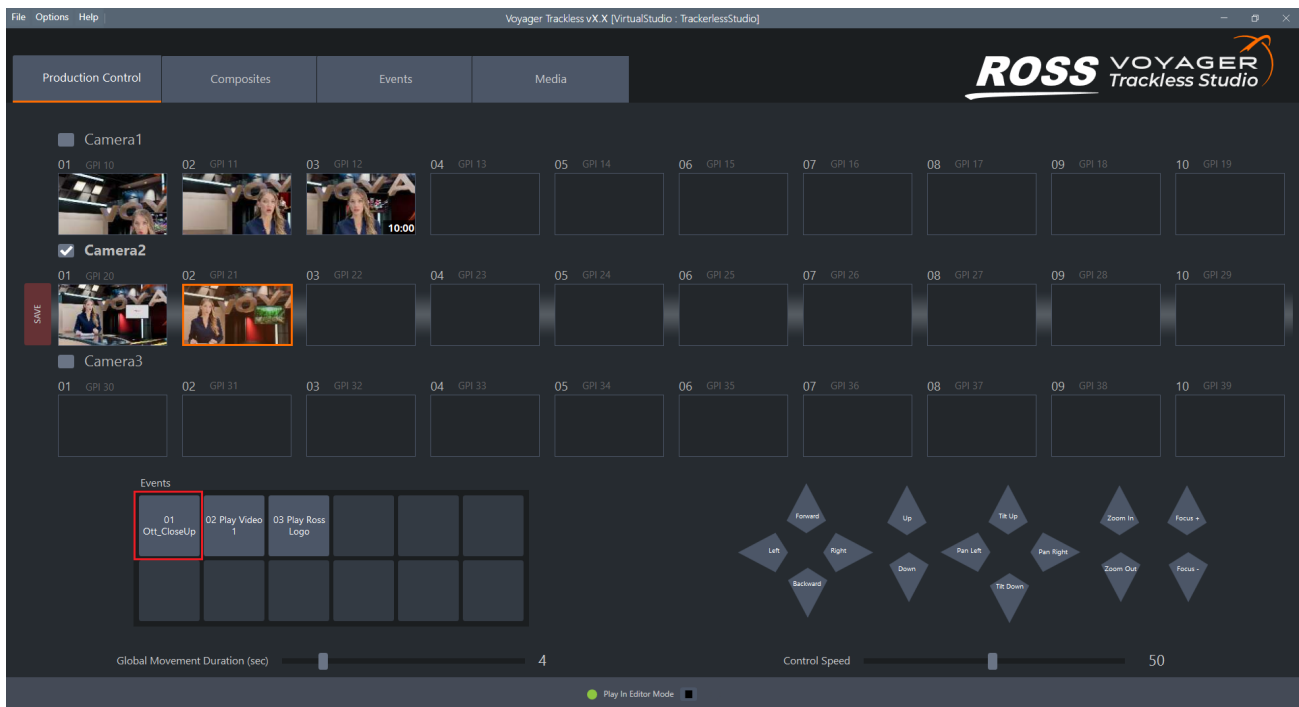 File Options Help
Voyager Trackless vX.X [VirtualStudio : TrackerlessStudio]
Production Control
Composites
Events
Media
ROSS VOYAGER
Trackless Studio
Camera1
01 GPI 10
02 GPI 11
03 GPI 12
04 GPI 13
05 GPI 14
06 GPI 15
07 GPI 16
08 GPI 17
09 GPI 18
10 GPI 19
10:00
Camera2
01 GPI 20
02 GPI 21
03 GPI 22
04 GPI 23
05 GPI 24
06 GPI 25
07 GPI 26
08 GPI 27
09 GPI 28
10 GPI 29
SAVE
Camera3
01 GPI 30
02 GPI 31
03 GPI 32
04 GPI 33
05 GPI 34
06 GPI 35
07 GPI 36
08 GPI 37
09 GPI 38
10 GPI 39
Events
01
Ott_CloseUp
02 Play Video
1
03 Play Ross
Logo
Forward
Left
Right
Backward
Up
Down
Tilt Up
Pan Left
Pan Right
Tilt Down
Zoom In
Zoom Out
Focus +
Focus -
Global Movement Duration (sec)
4
Control Speed
50
Play In Editor Mode